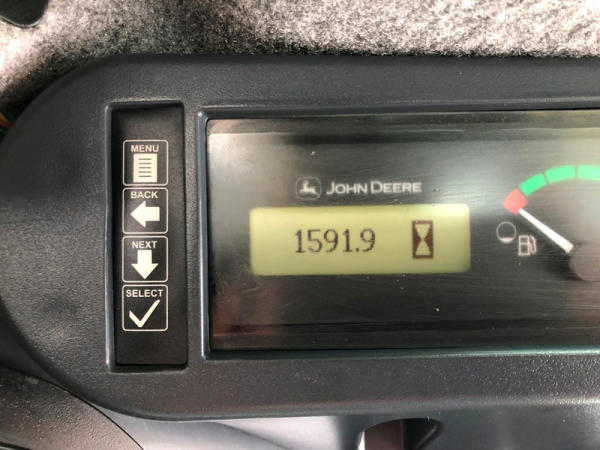 MENU
BACK
NEXT
SELECT
JOHN DEERE
1591.9